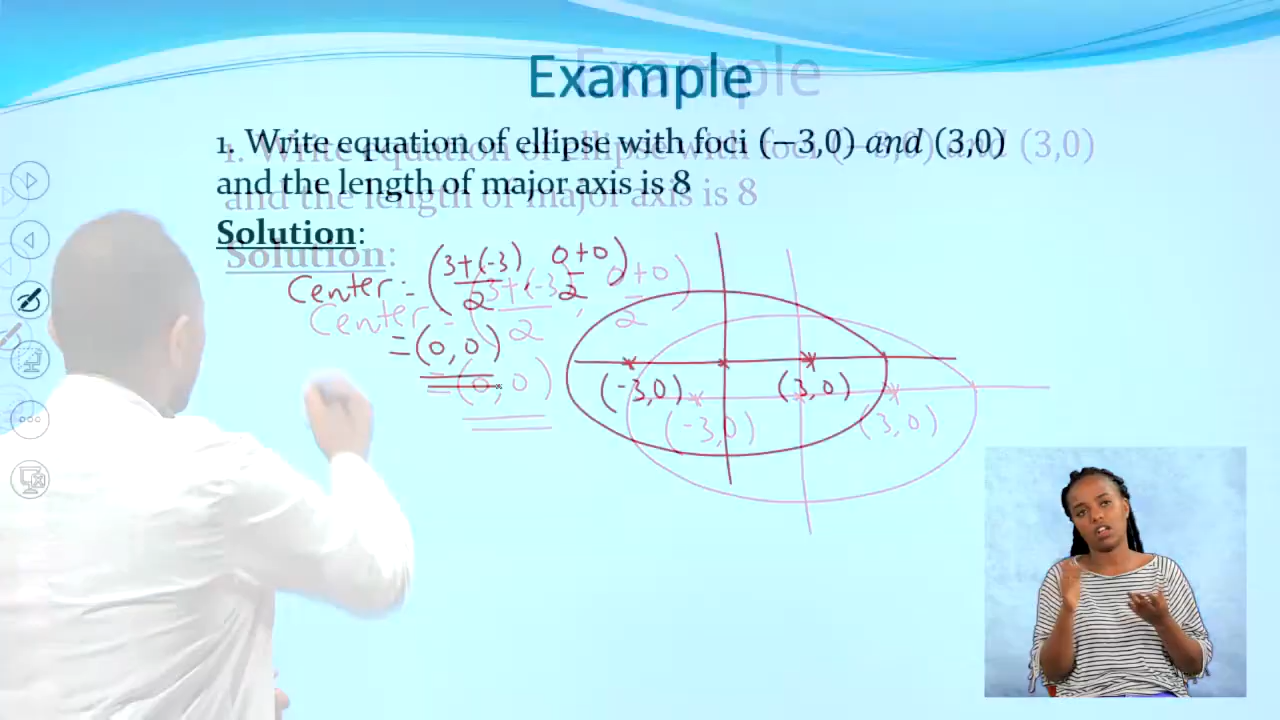 Example
1. Write equation of ellipse with foci (−3,0) and (3,0)
and the length of major axis is 8
Solution:
Center = (3+(-3)/2, 0+0/2)
= (0, 0)
(-3,0) (3,0)